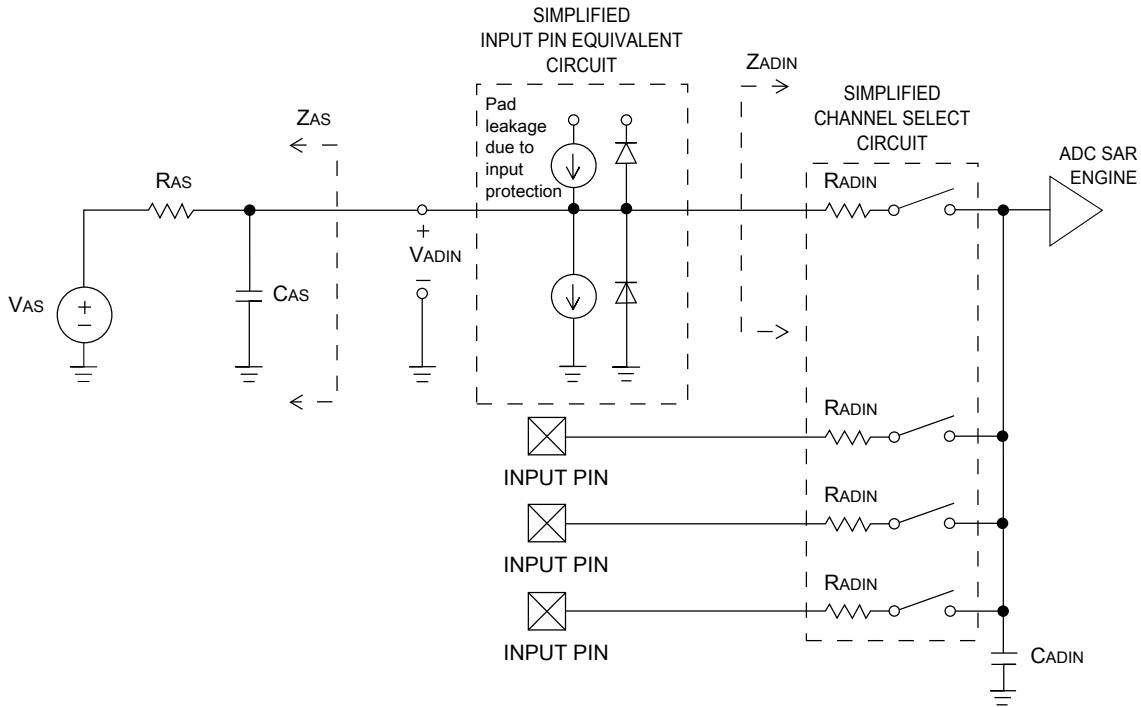 SIMPLIFIED
INPUT PIN EQUIVALENT
CIRCUIT
ZADIN
SIMPLIFIED
CHANNEL SELECT
CIRCUIT
Pad
leakage
due to
input
protection
ZAS
ADC SAR
ENGINE
RAS
RADIN
VADIN
+
–
VAS
+
–
CAS
RADIN
INPUT PIN
RADIN
INPUT PIN
RADIN
INPUT PIN
CADIN